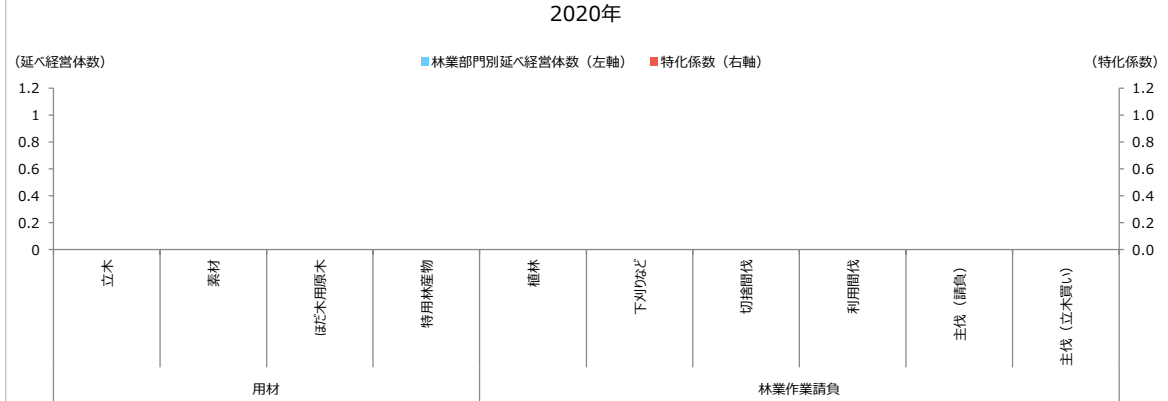 2020年
（延べ経営体数）
■林業部門別延べ経営体数（左軸） ■特化係数（右軸）
（特化係数）
1.2 1.2
1 1.0
0.8 0.8
0.6 0.6
0.4 0.4
0.2 0.2
0 0.0
立木
素材
ほだ木用原木
特用林産物
植林
下刈りなど
切捨間伐
利用間伐
主伐（請負）
主伐（立木買い）
用材
林業作業請負